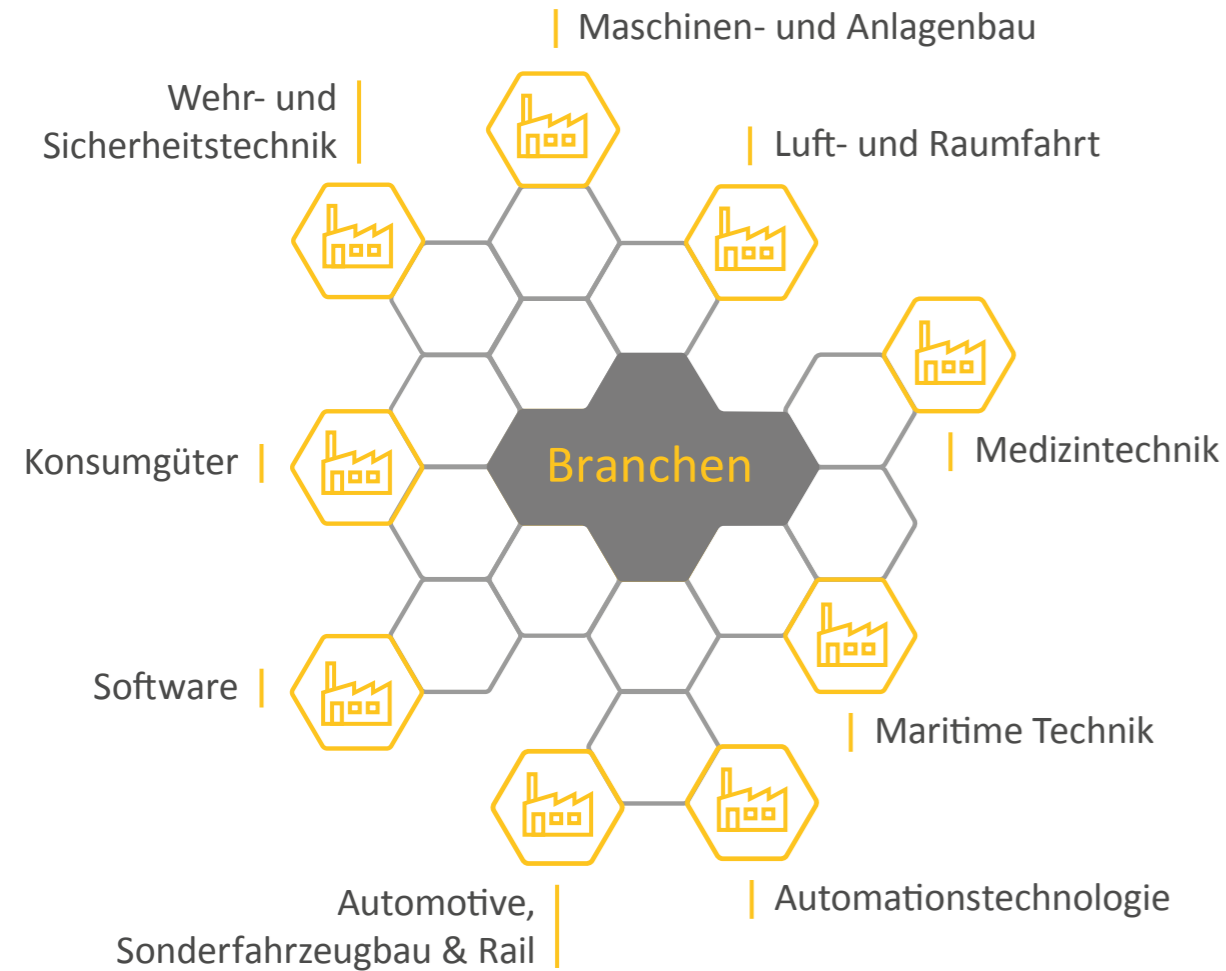 Maschinen- und Anlagenbau
Wehr- und
Sicherheitstechnik
Luft- und Raumfahrt
Konsumgüter
Branchen
Medizintechnik
Software
Maritime Technik
Automotive,
Sonderfahrzeugbau & Rail
Automationstechnologie